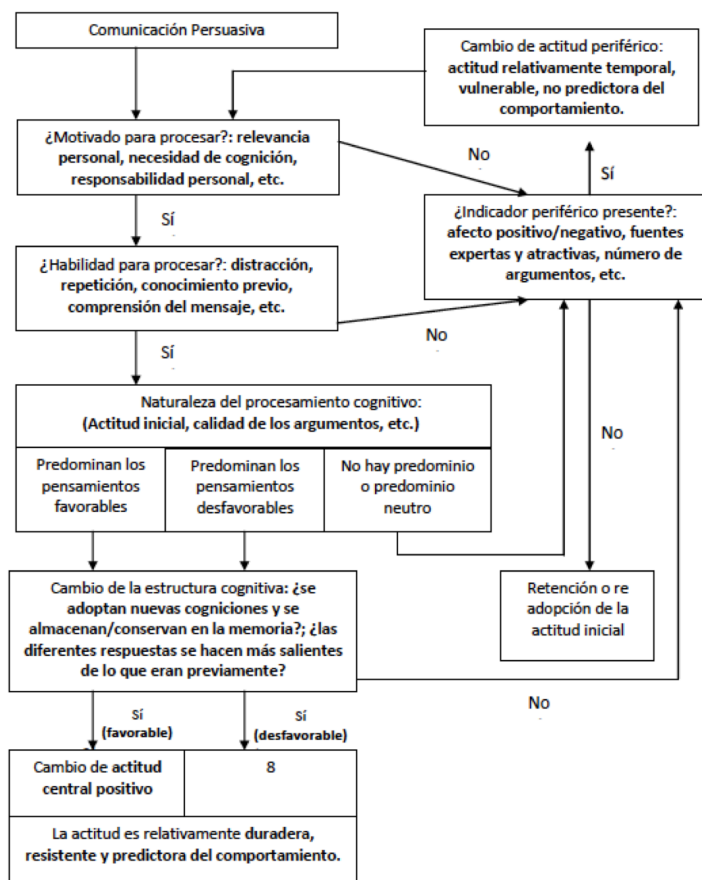 Comunicación Persuasiva
Cambio de actitud periférico:
actitud relativamente temporal,
vulnerable, no predictora del
comportamiento.
¿Motivado para procesar?: relevancia
personal, necesidad de cognición,
responsabilidad personal, etc.
No
Sí
Sí
¿Indicador periférico presente?:
afecto positivo/negativo, fuentes
expertas y atractivas, número de
argumentos, etc.
¿Habilidad para procesar?: distracción,
repetición, conocimiento previo,
comprensión del mensaje, etc.
No
Sí
Naturaleza del procesamiento cognitivo:
(Actitud inicial, calidad de los argumentos, etc.)
Predominan los
pensamientos
favorables
Predominan los
pensamientos
desfavorables
No hay predominio
o predominio
neutro
No
Cambio de la estructura cognitiva: ¿se
adoptan nuevas cogniciones y se
almacenan/conservan en la memoria?; ¿las
diferentes respuestas se hacen más salientes
de lo que eran previamente?
Retención o re
adopción de la
actitud inicial
No
Sí
(favorable)
Sí
(desfavorable)
Cambio de actitud
central positivo
8
La actitud es relativamente duradera,
resistente y predictora del comportamiento.